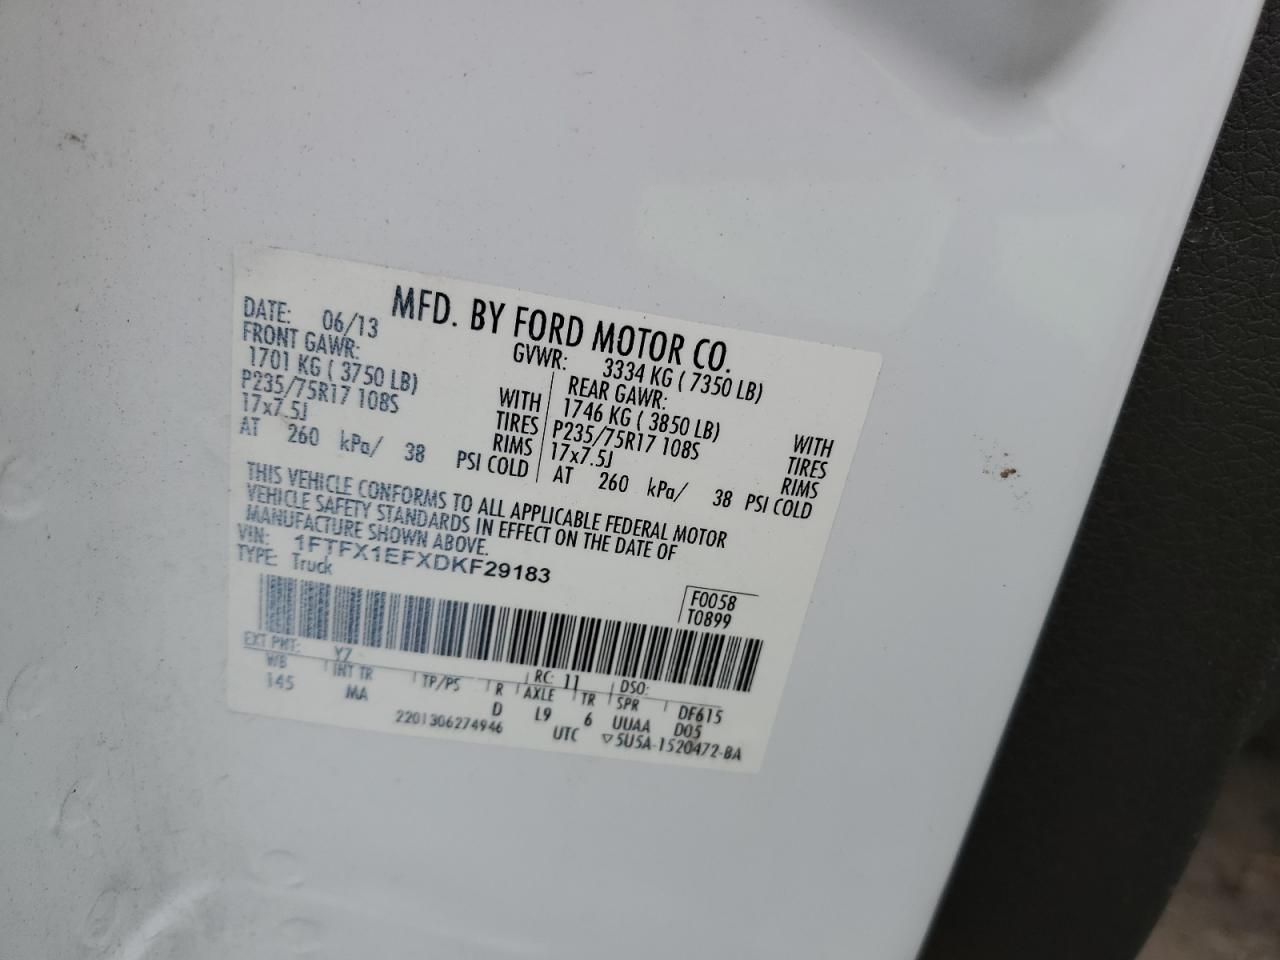 MFD. BY FORD MOTOR CO.
DATE: 06/13
GVWR: 3334 KG ( 7350 LB)
FRONT GAWR:
1701 KG ( 3750 LB)
P235/75R17 108S
17x7.5J
AT 260 kPa/ 38
WITH
TIRES
RIMS
PSI COLD
REAR GAWR:
1746 KG ( 3850 LB)
P235/75R17 108S
17x7.5J
AT 260 kPa/ 38 PSI COLD
WITH
TIRES
RIMS
THIS VEHICLE CONFORMS TO ALL APPLICABLE FEDERAL MOTOR
VEHICLE SAFETY STANDARDS IN EFFECT ON THE DATE OF
MANUFACTURE SHOWN ABOVE.
VIN: 1FTFX1EFXDKF29183
TYPE: Truck
F0058
T0899
EXT PNT: YZ RC: 11 DSO:
WB INT TR TP/PS R AXLE TR SPR DF615
145 MA D L9 6 UUAA D05
2201306274946 UTC ▽5U5A-1520472-BA